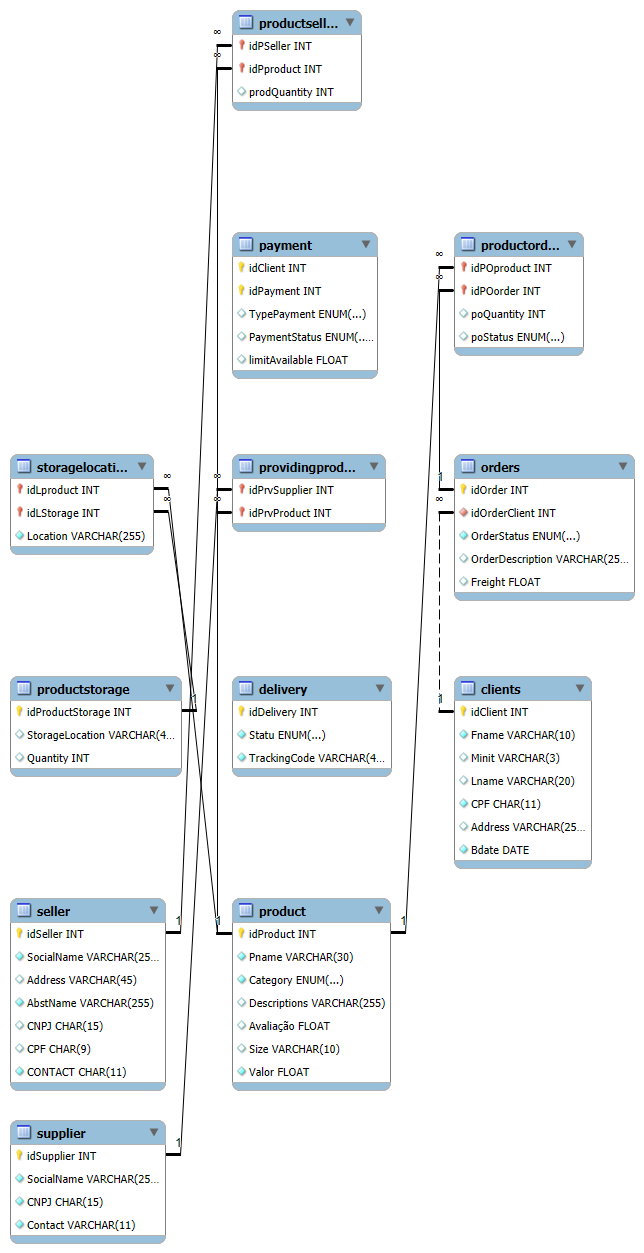 productsell...
idPSeller INT
idPproduct INT
prodQuantity INT
payment
idClient INT
idPayment INT
TypePayment ENUM(...)
PaymentStatus ENUM(.....
limitAvailable FLOAT
productord...
idPOproduct INT
idPOorder INT
poQuantity INT
poStatus ENUM(...)
storagelocati...
idLproduct INT
idLStorage INT
Location VARCHAR(255)
providingprod...
idPrvSupplier INT
idPrvProduct INT
orders
idOrder INT
idOrderClient INT
OrderStatus ENUM(...)
OrderDescription VARCHAR(25...
Freight FLOAT
productstorage
idProductStorage INT
StorageLocation VARCHAR(4...
Quantity INT
delivery
idDelivery INT
Statu ENUM(...)
TrackingCode VARCHAR(4...
clients
idClient INT
Fname VARCHAR(10)
Minit VARCHAR(3)
Lname VARCHAR(20)
CPF CHAR(11)
Address VARCHAR(25...
Bdate DATE
seller
idSeller INT
SocialName VARCHAR(25...
Address VARCHAR(45)
AbstName VARCHAR(255)
CNPJ CHAR(15)
CPF CHAR(9)
CONTACT CHAR(11)
product
idProduct INT
Pname VARCHAR(30)
Category ENUM(...)
Descriptions VARCHAR(255)
Avaliação FLOAT
Size VARCHAR(10)
Valor FLOAT
supplier
idSupplier INT
SocialName VARCHAR(25...
CNPJ CHAR(15)
Contact VARCHAR(11)
∞
∞
∞
∞
∞
∞
∞
∞
∞
1
1
1
1
1
1
1